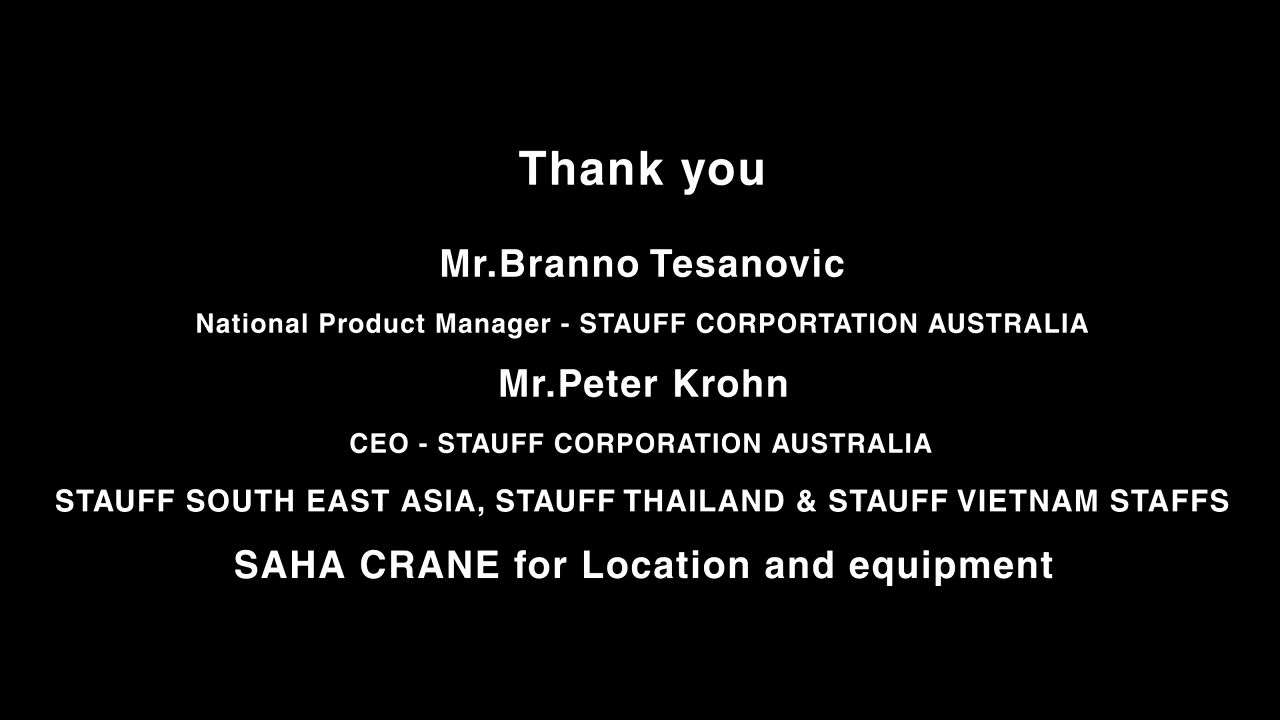 Thank you
Mr.Branno Tesanovic
National Product Manager - STAUFF CORPORTATION AUSTRALIA
Mr.Peter Krohn
CEO - STAUFF CORPORATION AUSTRALIA
STAUFF SOUTH EAST ASIA, STAUFF THAILAND & STAUFF VIETNAM STAFFS
SAHA CRANE for Location and equipment